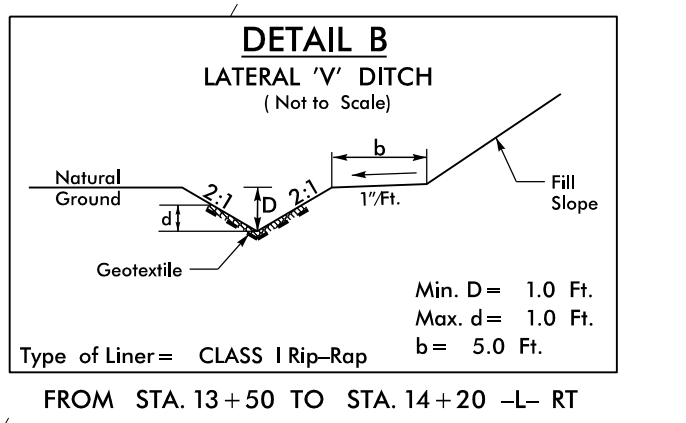 DETAIL B
LATERAL 'V' DITCH
( Not to Scale)
b
Natural
Ground
2:1
D
2:1
1"/Ft.
d
Fill
Slope
Geotextile
Min. D = 1.0 Ft.
Max. d = 1.0 Ft.
b = 5.0 Ft.
Type of Liner = CLASS I Rip-Rap
FROM STA. 13+50 TO STA. 14+20 -L- RT